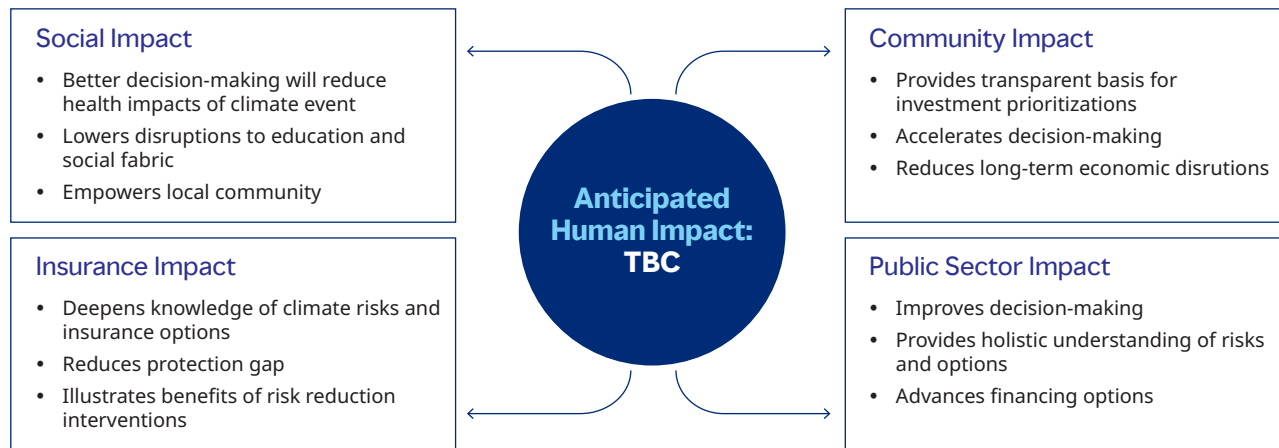 Social Impact
• Better decision-making will reduce
health impacts of climate event
• Lowers disruptions to education and
social fabric
• Empowers local community
Community Impact
• Provides transparent basis for
investment prioritizations
• Accelerates decision-making
• Reduces long-term economic disrutions
Anticipated
Human Impact:
TBC
Insurance Impact
• Deepens knowledge of climate risks and
insurance options
• Reduces protection gap
• Illustrates benefits of risk reduction
interventions
Public Sector Impact
• Improves decision-making
• Provides holistic understanding of risks
and options
• Advances financing options